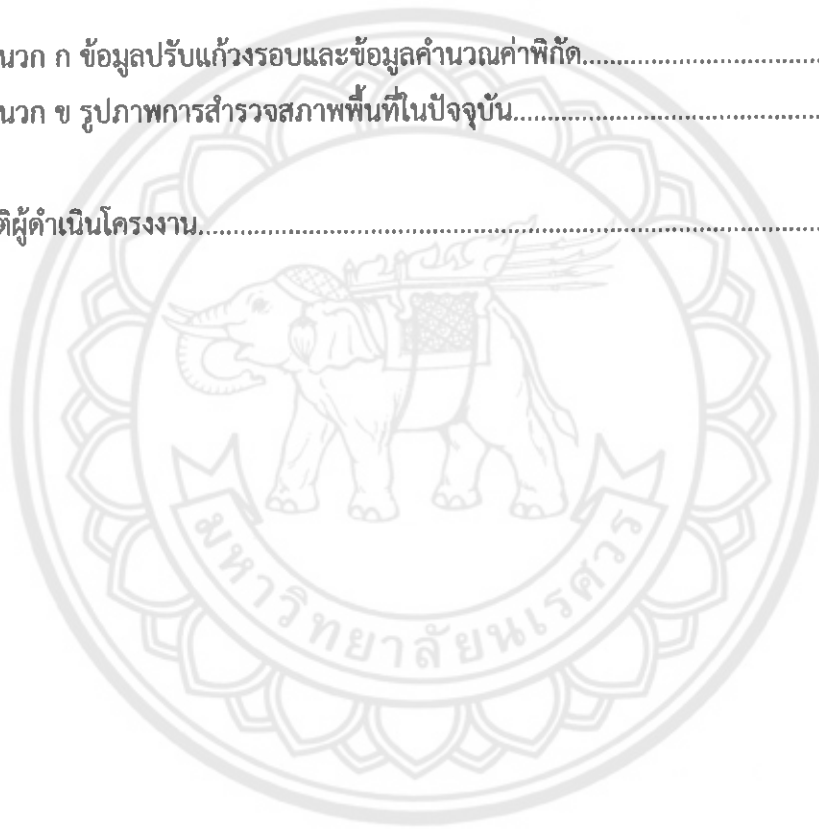 นวก ก ข้อมูลปรับแก้วงรอบและข้อมูลคำนวณค่าพิกัด
นวก ข รูปภาพการสำรวจสภาพพื้นที่ในปัจจุบัน
ติผู้ดำเนินโครงงาน
มหาวิทยาลัยนเรศวร